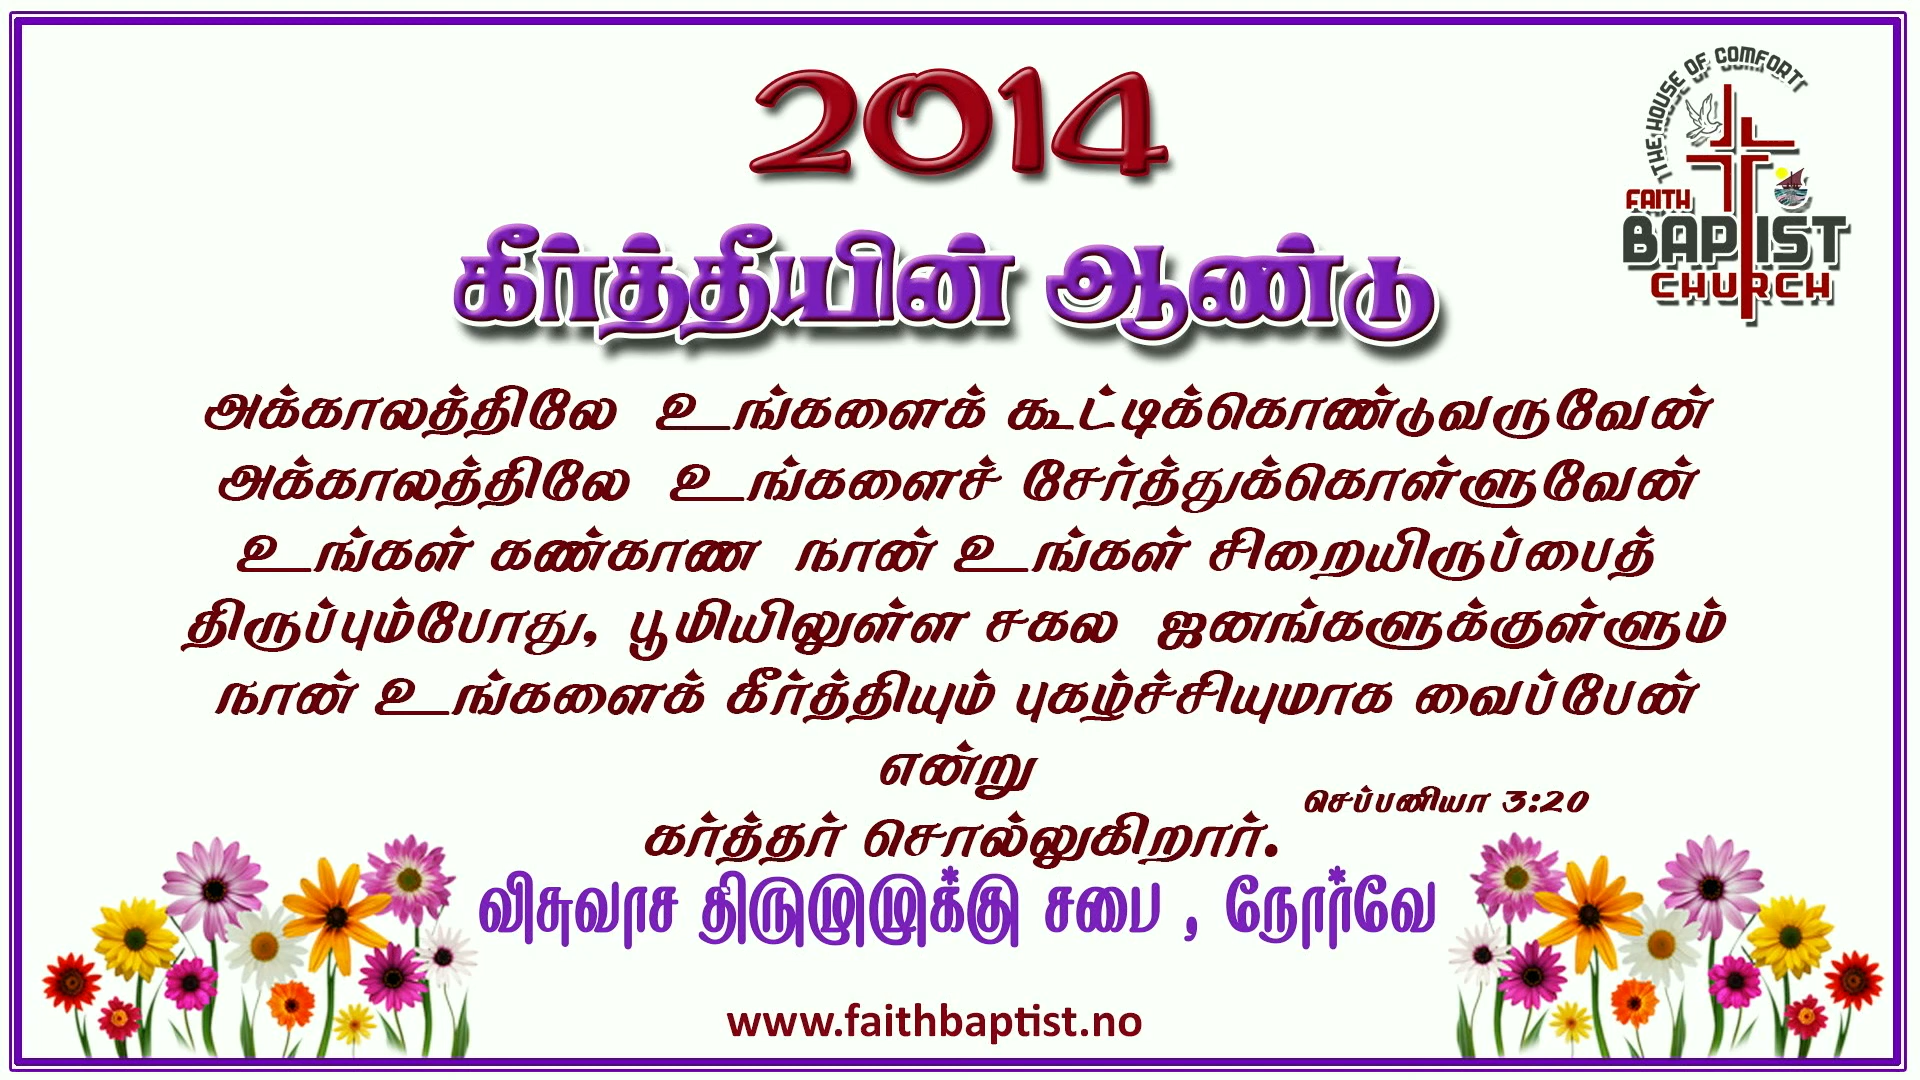 2014
THE HOUSE OF COMFORT
FAITH
BAPTIST
CHURCH
கீர்த்தீயின் ஆண்டு
அக்காலத்திலே உங்களைக் கூட்டிக்கொண்டுவருவேன்
அக்காலத்திலே உங்களைச் சேர்த்துக்கொள்ளுவேன்
உங்கள் கண்காண நான் உங்கள் சிறையிருப்பைத்
திருப்பும்போது, பூமியிலுள்ள சகல ஜனங்களுக்குள்ளும்
நான் உங்களைக் கீர்த்தியும் புகழ்ச்சியுமாக வைப்பேன்
என்று
செப்பனியா 3:20
கர்த்தர் சொல்லுகிறார்.
விசுவாச திருமுழுக்கு சபை , நேர்ர்வே
www.faithbaptist.no